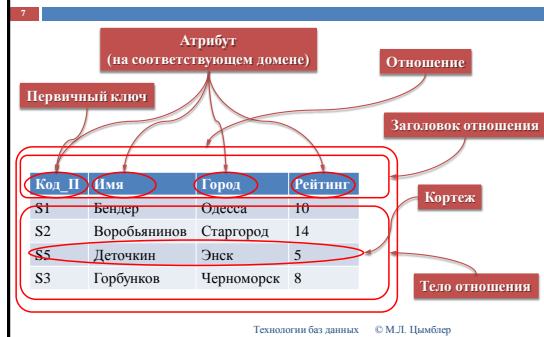 7
Атрибут
(на соответствующем домене)
Отношение
Первичный ключ
Заголовок отношения
Код_П Имя Город Рейтинг
Кортеж
S1 Бендер Одесса 10
S2 Воробьянинов Старгород 14
S5 Деточкин Энск 5
S3 Горбунков Черноморск 8
Тело отношения
Технологии баз данных © М.Л. Цымблер